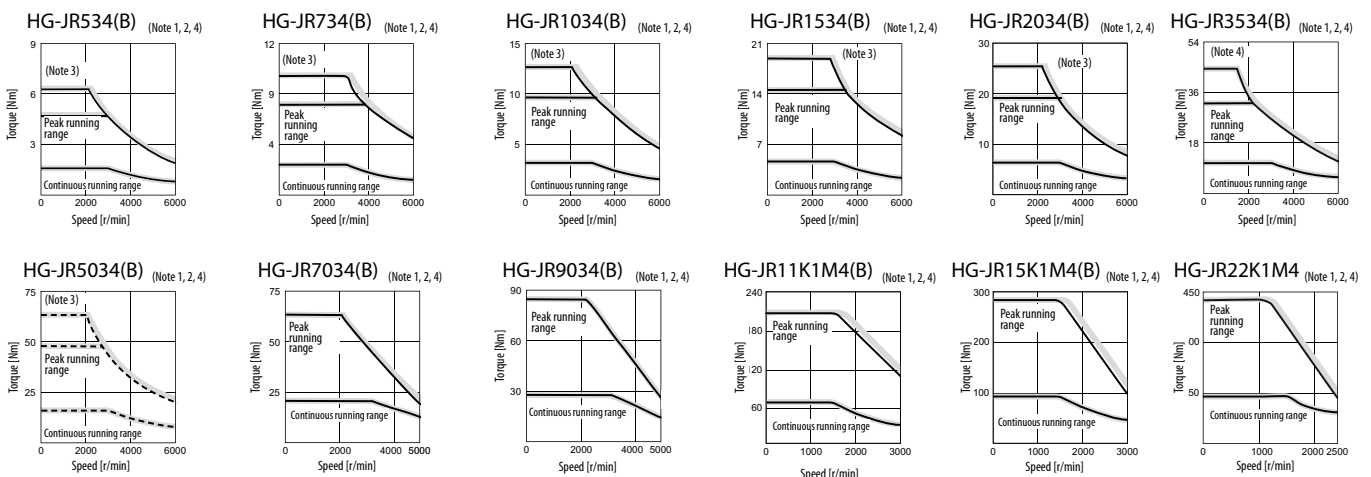 HG-JR534(B) (Note 1, 2, 4)
9
6
3
Torque [Nm]
(Note 3)
Peak
running
range
Continuous running range
0 2000 4000 6000
Speed [r/min]
HG-JR734(B) (Note 1, 2, 4)
12
9
4
Torque [Nm]
(Note 3)
Peak
running
range
Continuous running range
0 2000 4000 6000
Speed [r/min]
HG-JR1034(B) (Note 1, 2, 4)
15
10
5
Torque [Nm]
(Note 3)
Peak
running
range
Continuous running range
0 2000 4000 6000
Speed [r/min]
HG-JR1534(B) (Note 1, 2, 4)
21
14
7
Torque [Nm]
(Note 3)
Peak
running
range
Continuous running range
0 2000 4000 6000
Speed [r/min]
HG-JR2034(B) (Note 1, 2, 4)
30
20
10
Torque [Nm]
(Note 3)
Peak
running
range
Continuous running range
0 2000 4000 6000
Speed [r/min]
HG-JR3534(B) (Note 1, 2, 4)
54
36
18
Torque [Nm]
(Note 4)
Peak
running
range
Continuous running range
0 2000 4000 6000
Speed [r/min]
HG-JR5034(B) (Note 1, 2, 4)
75
50
25
Torque [Nm]
(Note 3)
Peak running
range
Continuous running range
0 2000 4000 6000
Speed [r/min]
HG-JR7034(B) (Note 1, 2, 4)
75
50
25
Torque [Nm]
Peak
running
range
Continuous running range
0 2000 4000 5000
Speed [r/min]
HG-JR9034(B) (Note 1, 2, 4)
90
60
30
Torque [Nm]
Peak running
range
Continuous running range
0 2000 4000 5000
Speed [r/min]
HG-JR11K1M4(B) (Note 1, 2, 4)
240
180
120
60
Torque [Nm]
Peak running
range
Continuous running range
0 1000 2000 3000
Speed [r/min]
HG-JR15K1M4(B) (Note 1, 2, 4)
300
200
100
Torque [Nm]
Peak running
range
Continuous running range
0 1000 2000 3000
Speed [r/min]
HG-JR22K1M4 (Note 1, 2, 4)
450
00
50
Torque [Nm]
Peak running
range
Continuous running range
0 1000 2000 2500
Speed [r/min]